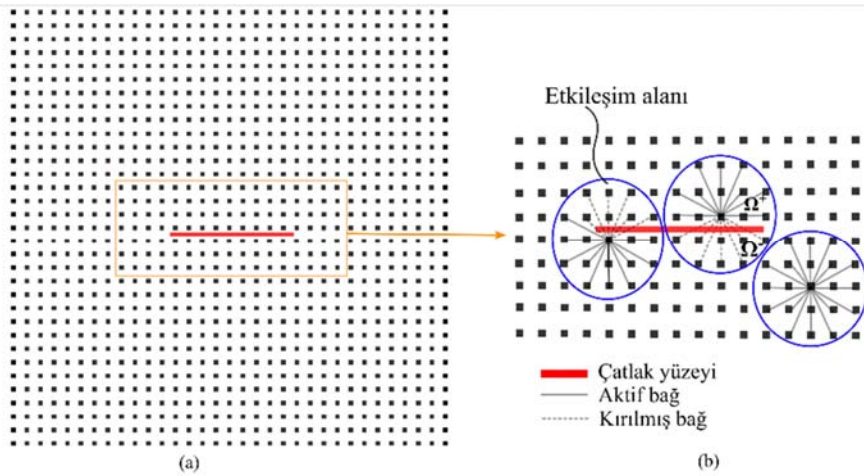 Etkileşim alanı
Ω⁺
Ω⁻
Çatlak yüzeyi
Aktif bağ
Kırılmış bağ
(a)
(b)